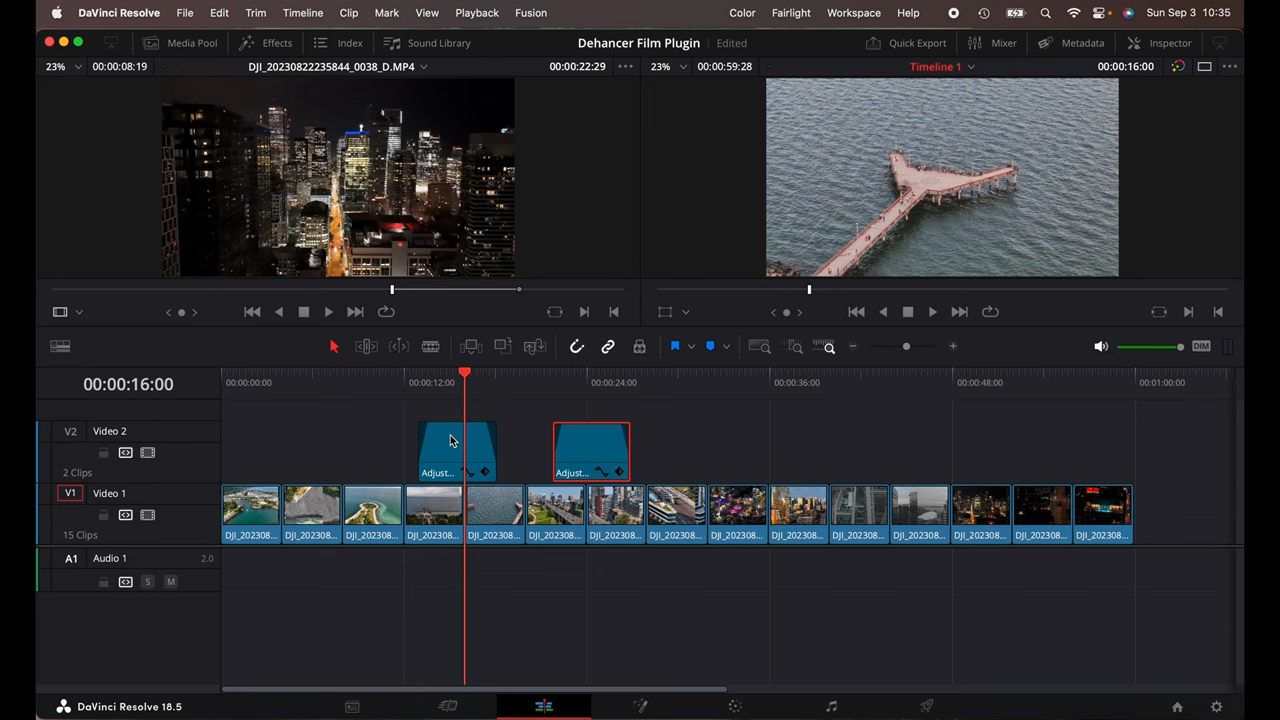 DaVinci Resolve File Edit Trim Timeline Clip Mark View Playback Fusion Color Fairlight Workspace Help Sun Sep 3 10:35
Media Pool Effects Index Sound Library Dehancer Film Plugin Edited Quick Export Mixer Metadata Inspector
23% 00:00:08:19 DJI_20230822235844_0038_D.MP4 00:00:22:29 23% 00:00:59:28 Timeline 1 00:00:16:00
DIM
00:00:16:00 00:00:00:00 00:00:12:00 00:00:24:00 00:00:36:00 00:00:48:00 00:01:00:00
V2 Video 2
2 Clips Adjust... Adjust...
V1 Video 1
15 Clips DJI_202308... DJI_202308... DJI_202308... DJI_202308... DJI_202308... DJI_202308... DJI_202308... DJI_202308... DJI_202308... DJI_202308... DJI_202308... DJI_202308... DJI_202308... DJI_202308... DJI_202308...
A1 Audio 1 2.0
S M
DaVinci Resolve 18.5